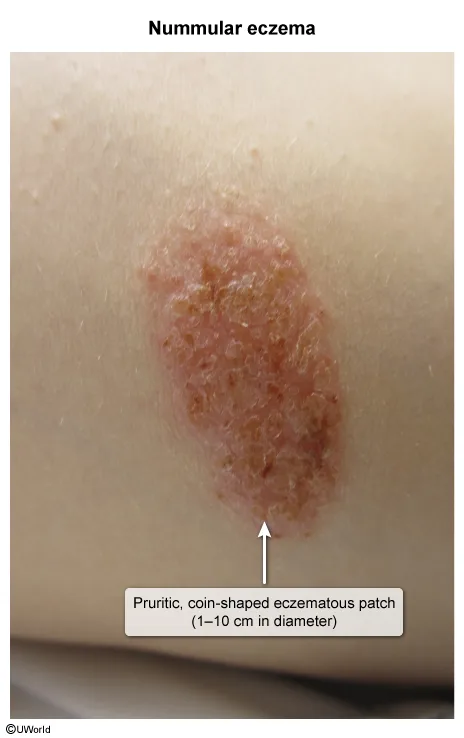 Nummular eczema
Pruritic, coin-shaped eczematous patch
(1–10 cm in diameter)
©UWorld